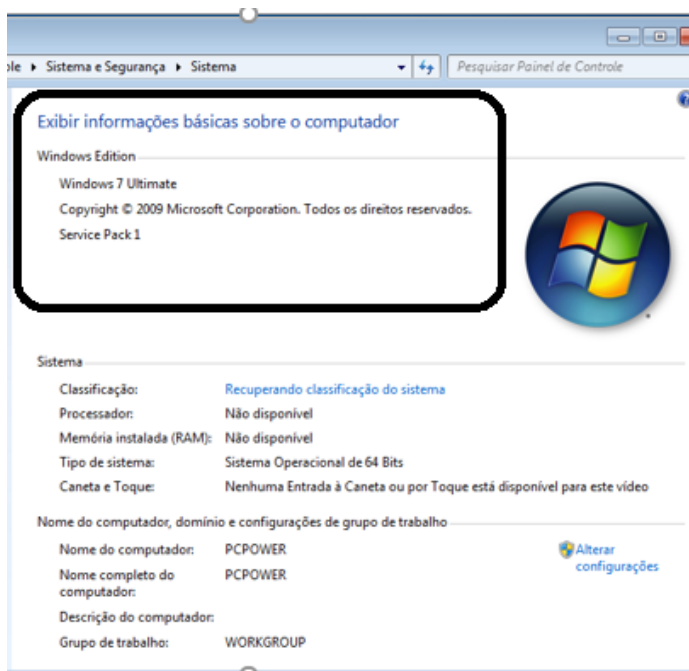 Sistema e Segurança Sistema Pesquisar Painel de Controle
Exibir informações básicas sobre o computador
Windows Edition
Windows 7 Ultimate
Copyright © 2009 Microsoft Corporation. Todos os direitos reservados.
Service Pack 1
Sistema
Classificação: Recuperando classificação do sistema
Processador: Não disponível
Memória instalada (RAM): Não disponível
Tipo de sistema: Sistema Operacional de 64 Bits
Caneta e Toque: Nenhuma Entrada à Caneta ou por Toque está disponível para este vídeo
Nome do computador, domínio e configurações de grupo de trabalho
Nome do computador: PCPOWER
Alterar
configurações
Nome completo do
computador:
PCPOWER
Descrição do computador:
Grupo de trabalho: WORKGROUP